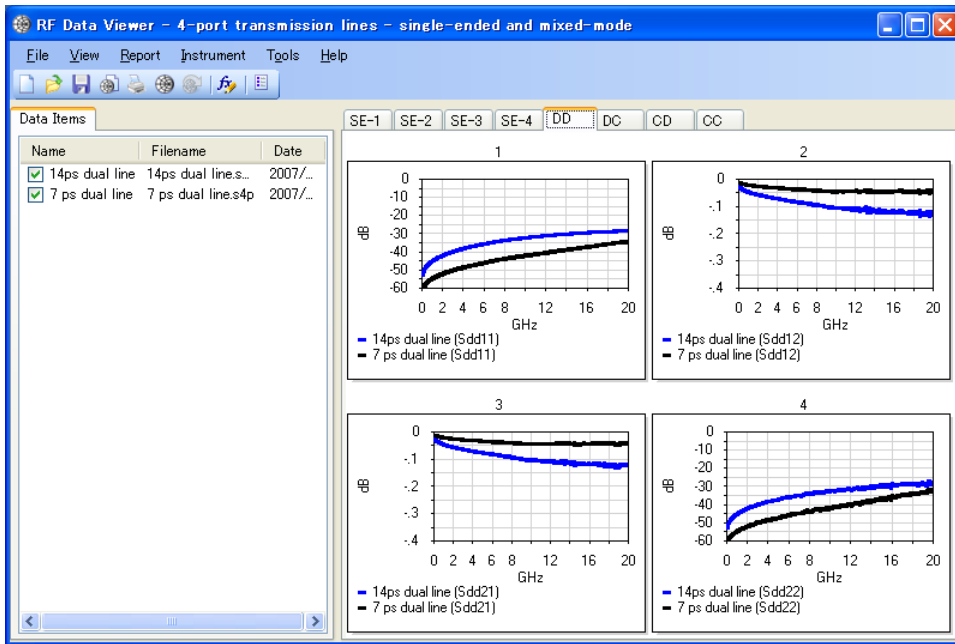 RF Data Viewer - 4-port transmission lines - single-ended and mixed-mode
File View Report Instrument Tools Help
Data Items
Name Filename Date
14ps dual line 14ps dual line.s... 2007/...
7 ps dual line 7 ps dual line.s4p 2007/...
SE-1 SE-2 SE-3 SE-4 DD DC CD CC
1
dB
0
-10
-20
-30
-40
-50
-60
0 2 4 6 8 12 16 20
GHz
14ps dual line (Sdd11)
7 ps dual line (Sdd11)
2
dB
0
-.1
-.2
-.3
-.4
0 2 4 6 8 12 16 20
GHz
14ps dual line (Sdd12)
7 ps dual line (Sdd12)
3
dB
0
-.1
-.2
-.3
-.4
0 2 4 6 8 12 16 20
GHz
14ps dual line (Sdd21)
7 ps dual line (Sdd21)
4
dB
0
-10
-20
-30
-40
-50
-60
0 2 4 6 8 12 16 20
GHz
14ps dual line (Sdd22)
7 ps dual line (Sdd22)